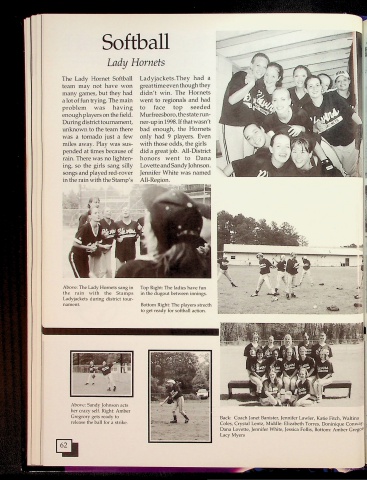 Softball
Lady Hornets
The Lady Hornet Softball
team may not have won
many games, but they had
a lot of fun trying. The main
problem was having
enough players on the field.
During district tournament,
unknown to the team there
was a tornado just a few
miles away. Play was sus-
pended at times because of
rain. There was no lighten-
ing, so the girls sang silly
songs and played red-rover
in the rain with the Stamp's
Ladyjackets.They had a
great time even though they
didn't win. The Hornets
went to regionals and had
to face top seeded
Murfreesboro, the state run-
ner-up in 1998. If that wasn't
bad enough, the Hornets
only had 9 players. Even
with those odds, the girls
did a great job. All-District
honors went to Dana
Lovette and Sandy Johnson.
Jennifer White was named
All-Region.
Above: The Lady Hornets sang in
the rain with the Stamps
Ladyjackets during district tour-
nament.
Top Right: The ladies have fun
in the dugout between innings.
Bottom Right: The players strech
to get ready for softball action.
Above: Sandy Johnson acts
her crazy self. Right: Amber
Gregory gets ready to
release the ball for a strike.
Back: Coach Janet Banister, Jennifer Lawler, Katie Fitch,
Coles, Crystal Lewis, Middle: Elizabeth Torres, Dominique
Dana Lovette, Jennifer White, Jessica Follis, Bottom: Amber
Lacy Myers
62